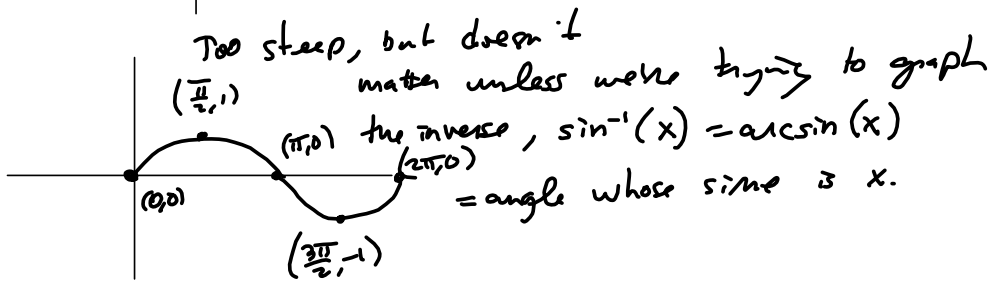 Too steep, but doesn't
matter unless we're trying to graph
the inverse, sin⁻¹(x) = arcsin(x)
= angle whose sine is x.
(π/2, 1)
(π, 0)
(2π, 0)
(0,0)
(3π/2, -1)